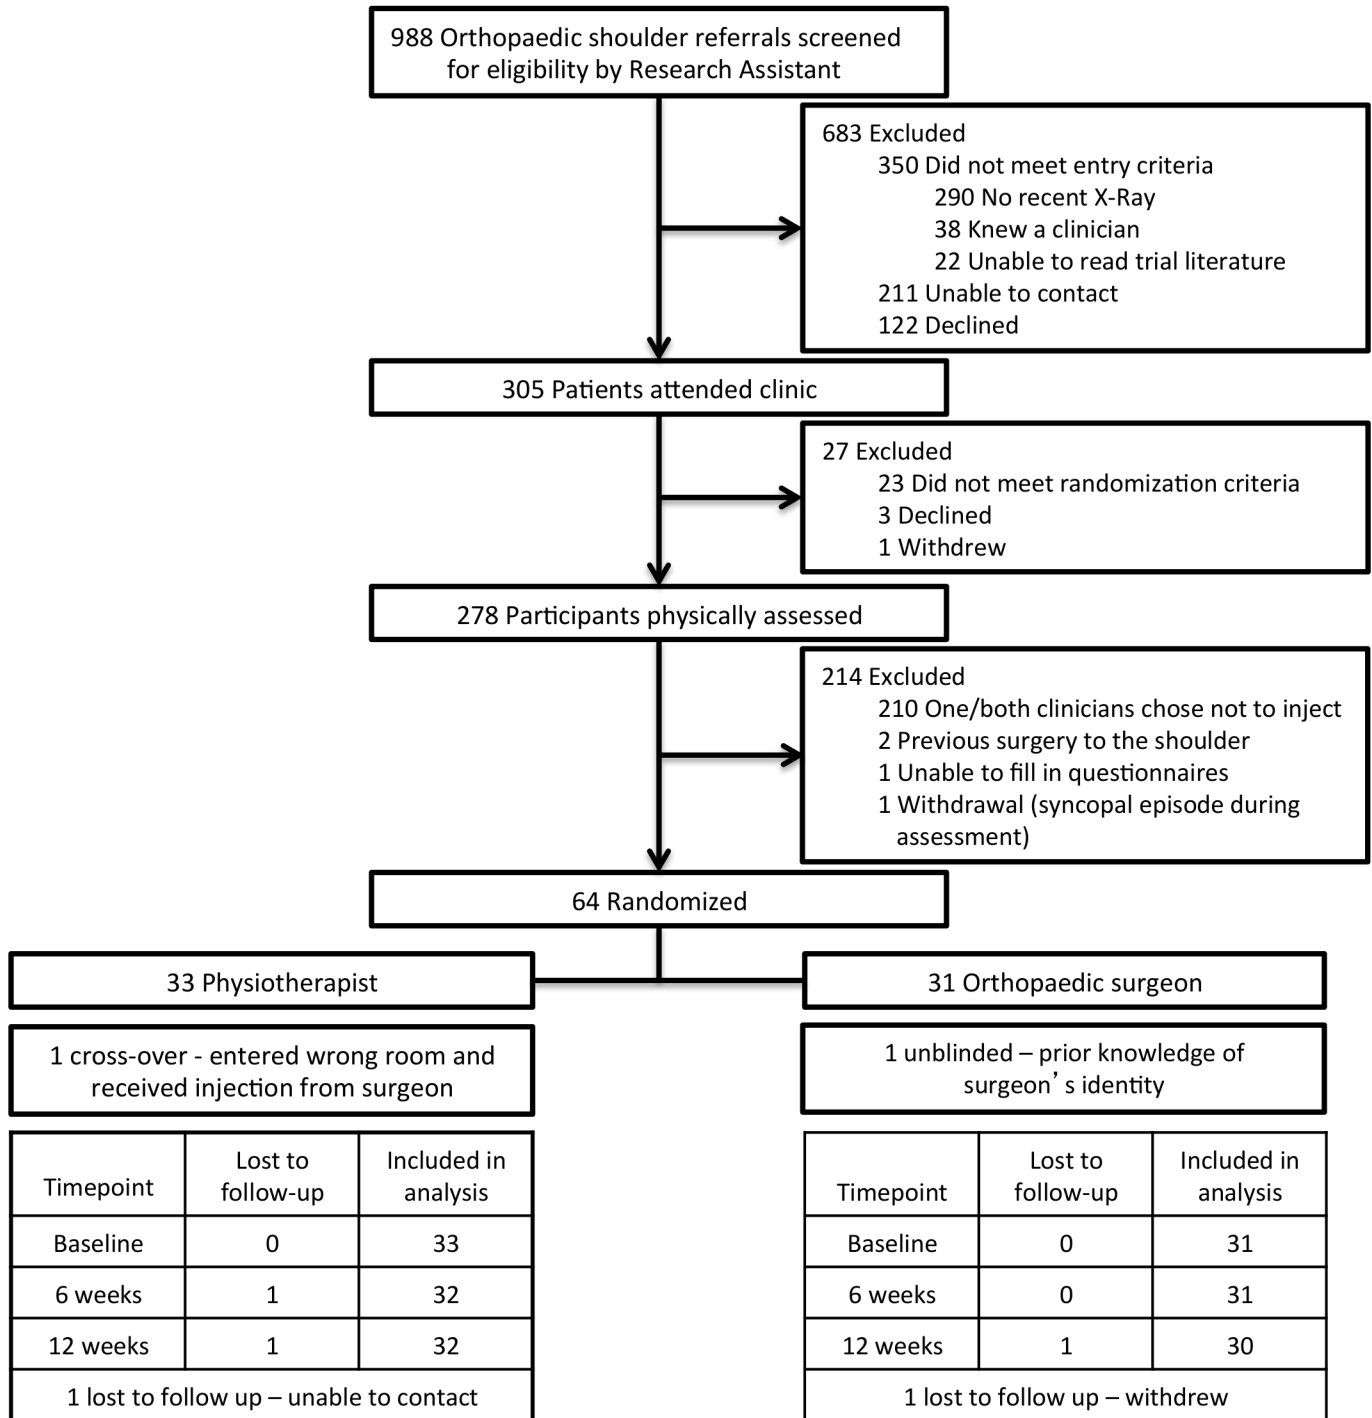 988 Orthopaedic shoulder referrals screened
for eligibility by Research Assistant
683 Excluded
350 Did not meet entry criteria
290 No recent X-Ray
38 Knew a clinician
22 Unable to read trial literature
211 Unable to contact
122 Declined
305 Patients attended clinic
27 Excluded
23 Did not meet randomization criteria
3 Declined
1 Withdrew
278 Participants physically assessed
214 Excluded
210 One/both clinicians chose not to inject
2 Previous surgery to the shoulder
1 Unable to fill in questionnaires
1 Withdrawal (syncopal episode during
assessment)
64 Randomized
33 Physiotherapist
31 Orthopaedic surgeon
1 cross-over - entered wrong room and
received injection from surgeon
1 unblinded – prior knowledge of
surgeon’s identity
Timepoint Lost to follow-up Included in analysis
Baseline 0 33
6 weeks 1 32
12 weeks 1 32
1 lost to follow up – unable to contact
Timepoint Lost to follow-up Included in analysis
Baseline 0 31
6 weeks 0 31
12 weeks 1 30
1 lost to follow up – withdrew